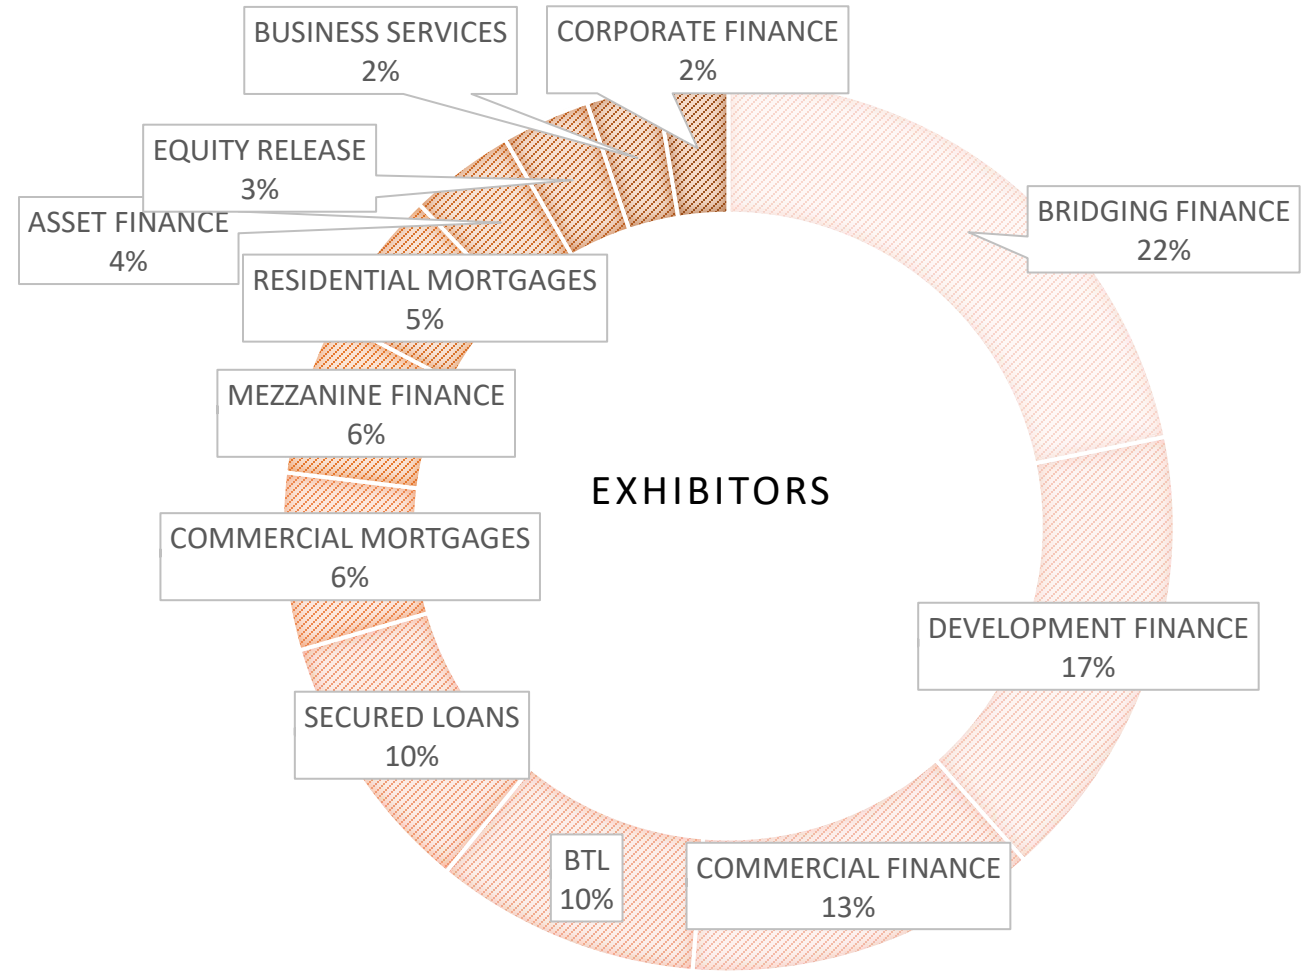 BUSINESS SERVICES
2%
CORPORATE FINANCE
2%
EQUITY RELEASE
3%
BRIDGING FINANCE
22%
ASSET FINANCE
4%
RESIDENTIAL MORTGAGES
5%
MEZZANINE FINANCE
6%
EXHIBITORS
COMMERCIAL MORTGAGES
6%
DEVELOPMENT FINANCE
17%
SECURED LOANS
10%
BTL
10%
COMMERCIAL FINANCE
13%